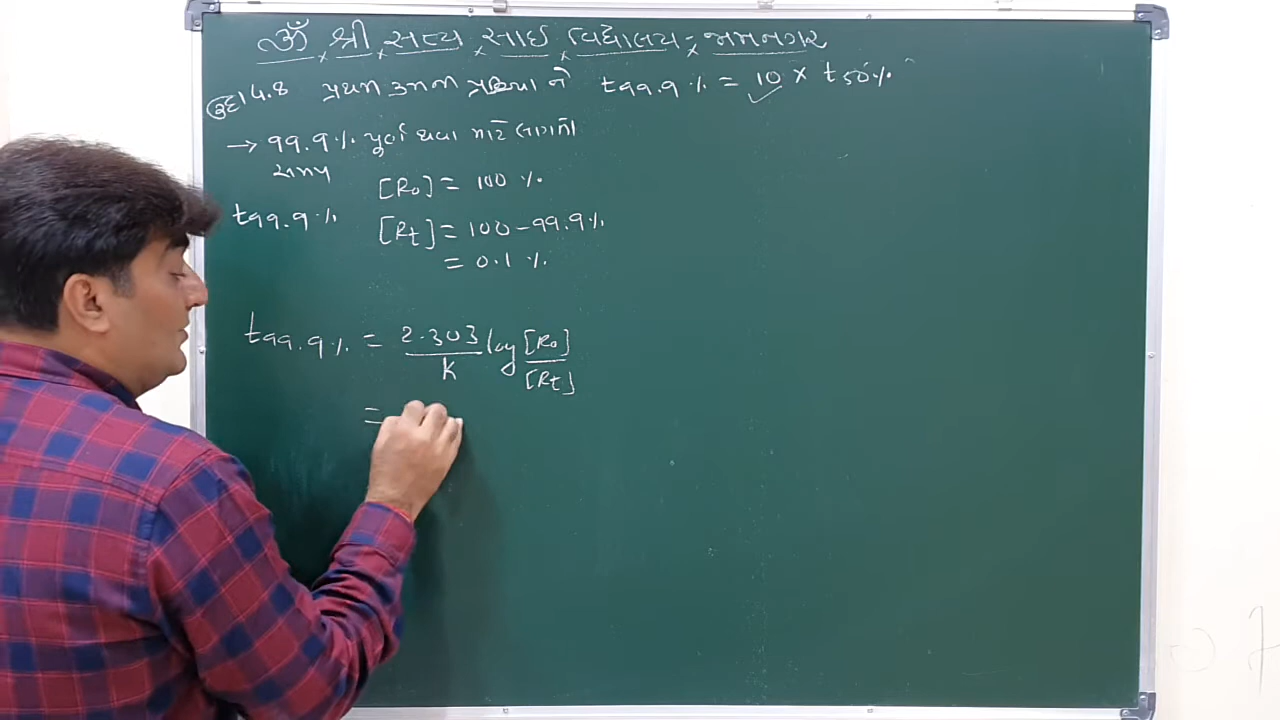 ૐ શ્રી સત્ય સાઇ વિદ્યાલય - જામનગર
ઉદા 4.8 પ્રથમ ક્રમની પ્રક્રિયા નો t99.9% = 10 × t50%
→ 99.9% પુર્ણ થવા માટે લાગતો
સમય
[R₀] = 100 %
t99.9%
[Rt] = 100 - 99.9%
= 0.1 %
t99.9% = 2.303/K log [R₀]/[Rt]
=